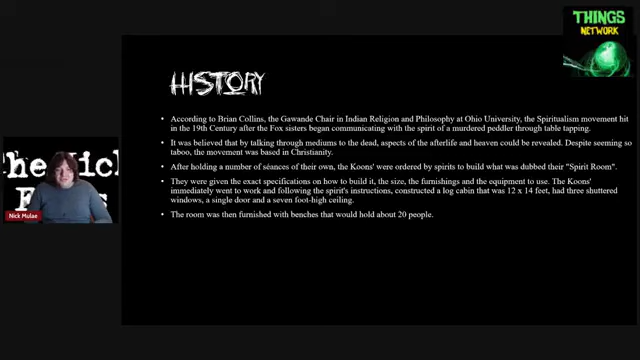 THINGS
NETWORK
HISTORY
• According to Brian Collins, the Gawande Chair in Indian Religion and Philosophy at Ohio University, the Spiritualism movement hit
in the 19th Century after the Fox sisters began communicating with the spirit of a murdered peddler through table tapping.
• It was believed that by talking through mediums to the dead, aspects of the afterlife and heaven could be revealed. Despite seeming so
taboo, the movement was based in Christianity.
• After holding a number of séances of their own, the Koons' were ordered by spirits to build what was dubbed their "Spirit Room".
• They were given the exact specifications on how to build it, the size, the furnishings and the equipment to use. The Koons'
immediately went to work and following the spirit's instructions, constructed a log cabin that was 12 x 14 feet, had three shuttered
windows, a single door and a seven foot-high ceiling.
• The room was then furnished with benches that would hold about 20 people.
Nick Mulae